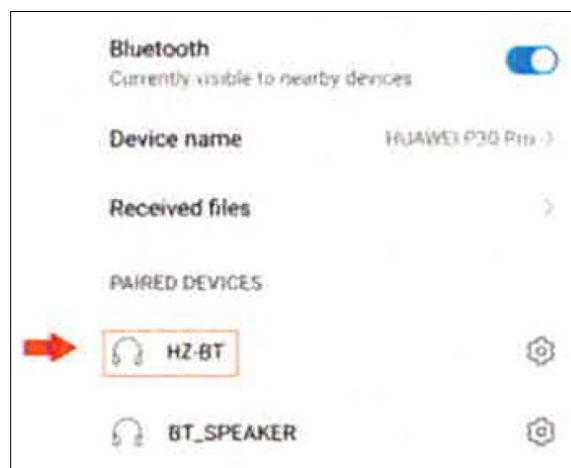 Bluetooth
Currently visible to nearby devices
Device name HUAWEI P30 Pro >
Received files >
PAIRED DEVICES
HZ-BT
BT_SPEAKER